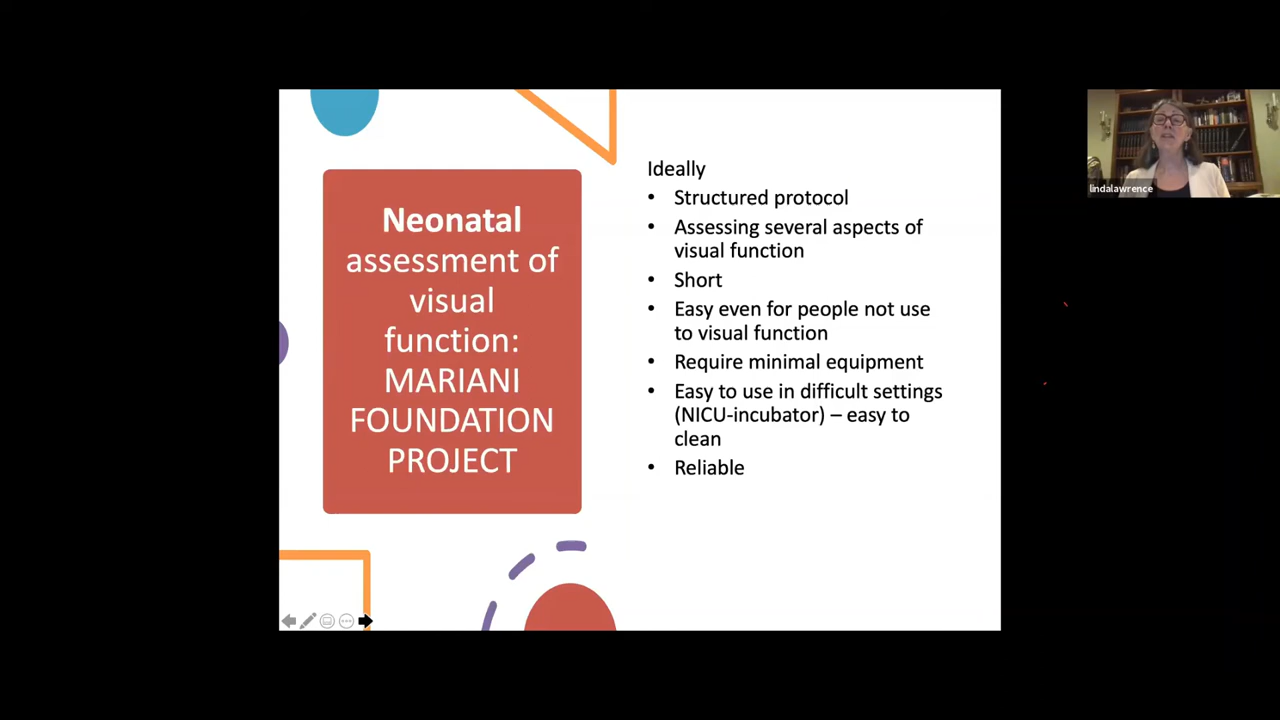 Neonatal
assessment of
visual
function:
MARIANI
FOUNDATION
PROJECT
Ideally
• Structured protocol
• Assessing several aspects of
visual function
• Short
• Easy even for people not use
to visual function
• Require minimal equipment
• Easy to use in difficult settings
(NICU-incubator) – easy to
clean
• Reliable
lindalawrence